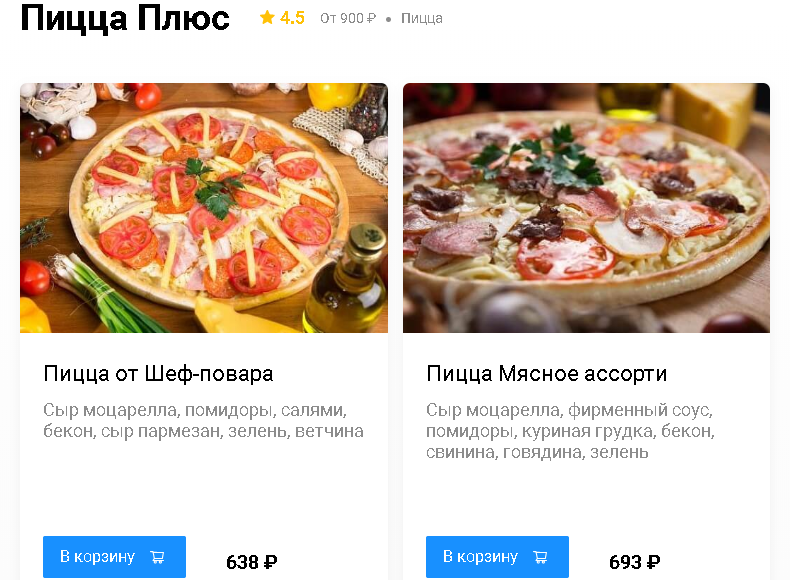 Пицца Плюс
4.5
От 900 ₽
Пицца
Пицца от Шеф-повара
Сыр моцарелла, помидоры, салями,
бекон, сыр пармезан, зелень, ветчина
В корзину
638 ₽
Пицца Мясное ассорти
Сыр моцарелла, фирменный соус,
помидоры, куриная грудка, бекон,
свинина, говядина, зелень
В корзину
693 ₽